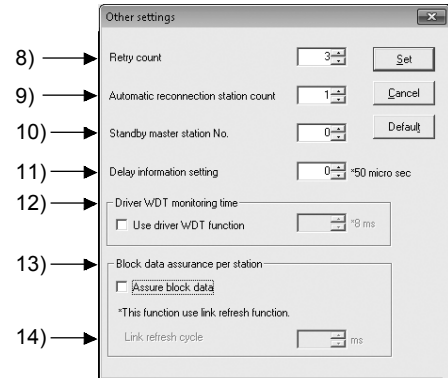 Other settings
8) Retry count 3 Set
9) Automatic reconnection station count 1 Cancel
10) Standby master station No. 0 Default
11) Delay information setting 0 *50 micro sec
12) Driver WDT monitoring time
Use driver WDT function *8 ms
13) Block data assurance per station
Assure block data
*This function use link refresh function.
14) Link refresh cycle ms